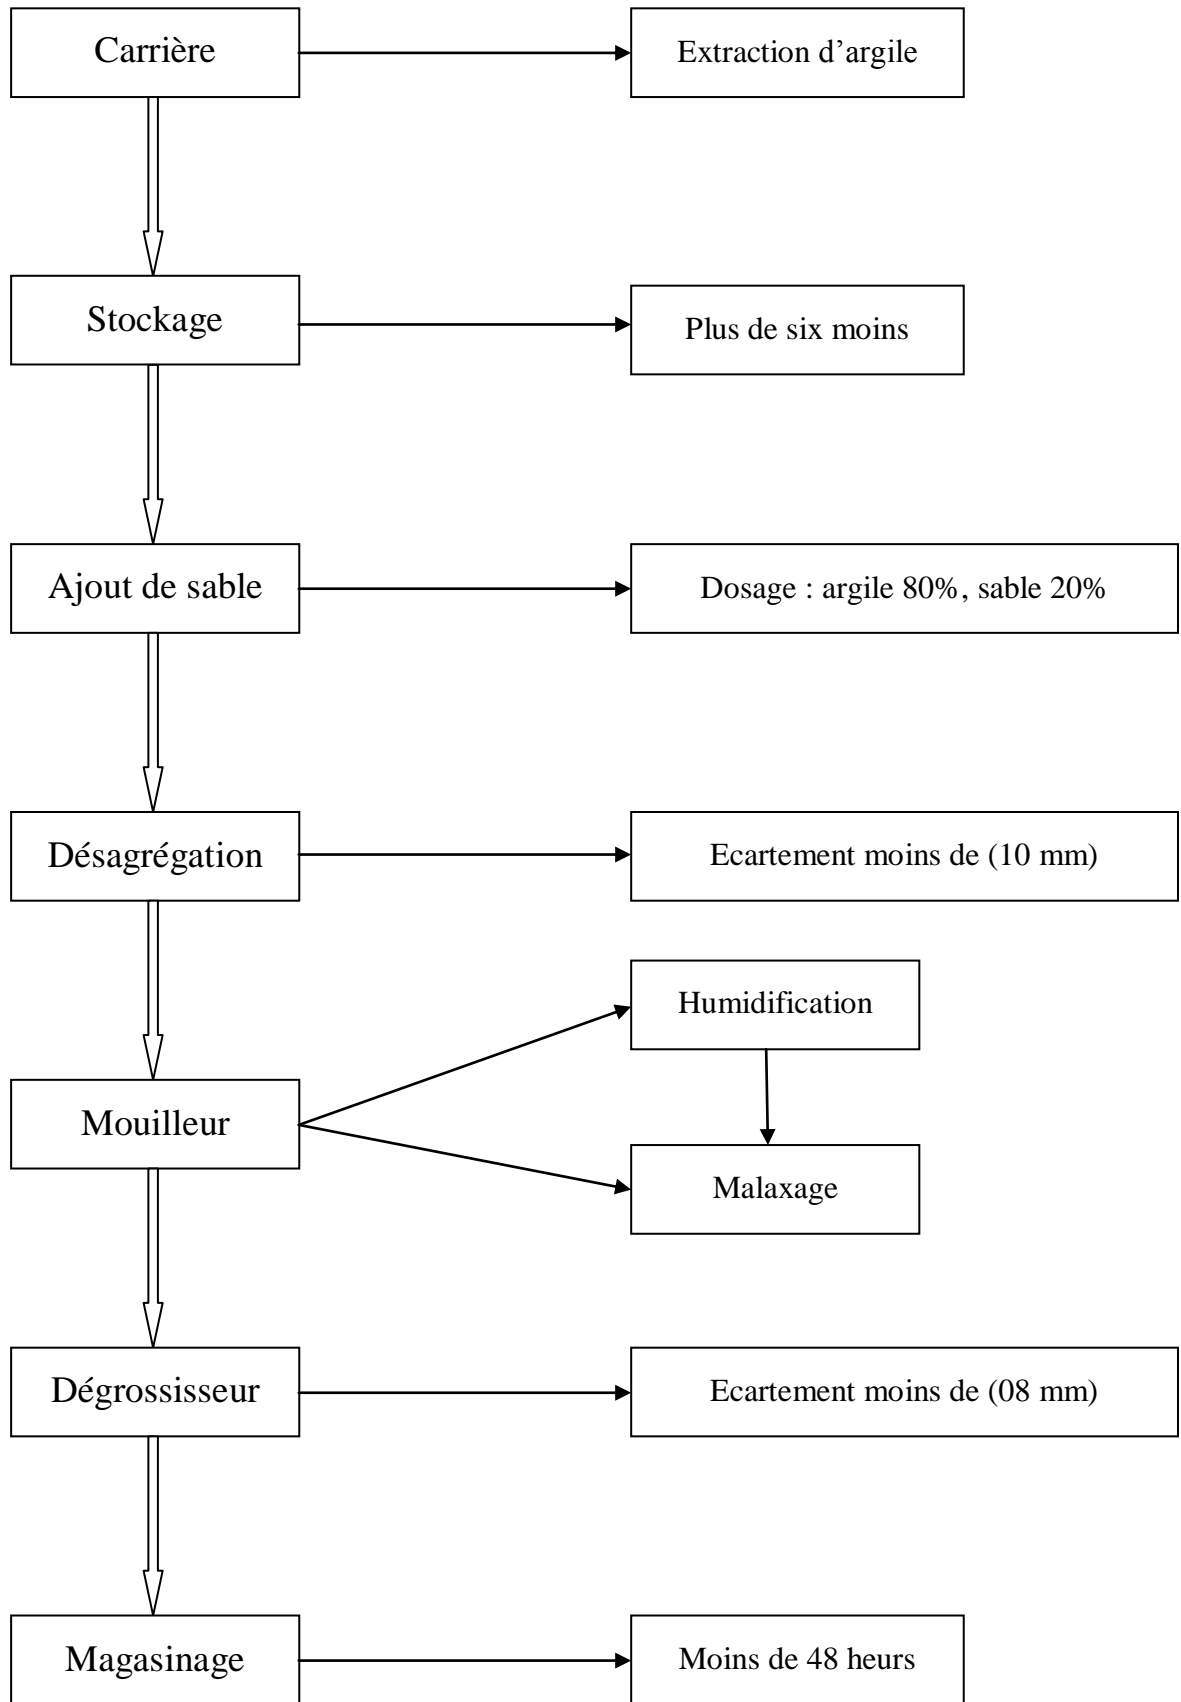 Carrière
Extraction d’argile
Stockage
Plus de six moins
Ajout de sable
Dosage : argile 80%, sable 20%
Désagrégation
Ecartement moins de (10 mm)
Humidification
Mouilleur
Malaxage
Dégrossisseur
Ecartement moins de (08 mm)
Magasinage
Moins de 48 heurs